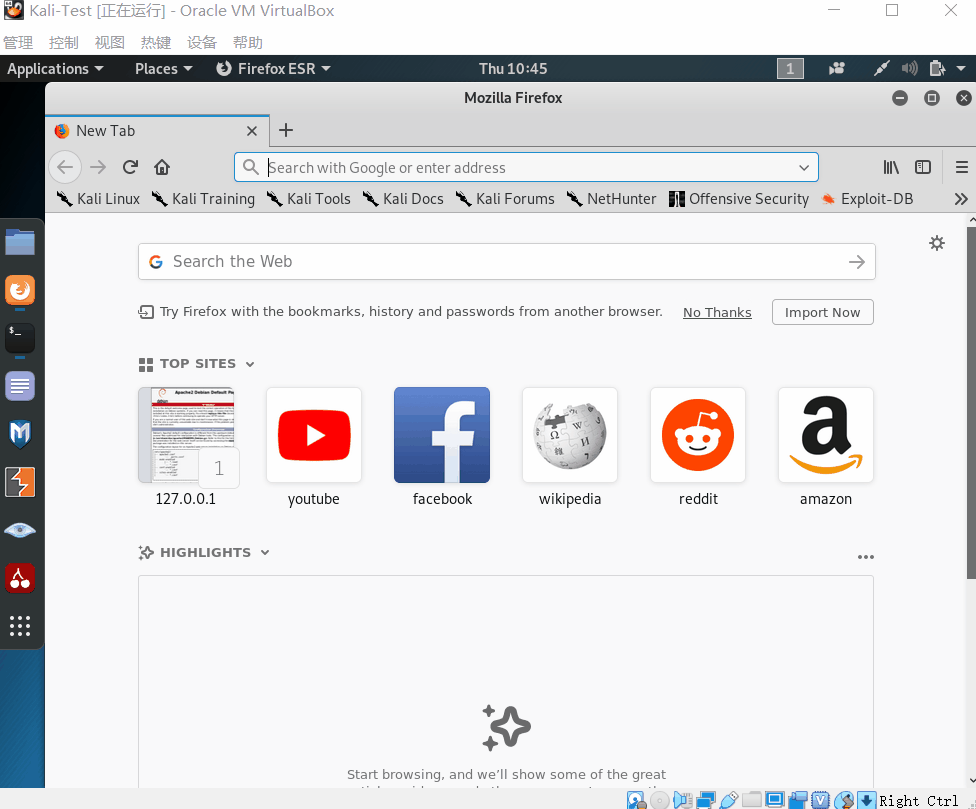 Kali-Test [正在运行] - Oracle VM VirtualBox
管理 控制 视图 热键 设备 帮助
Applications Places Firefox ESR Thu 10:45 1
Mozilla Firefox
New Tab
Search with Google or enter address
Kali Linux Kali Training Kali Tools Kali Docs Kali Forums NetHunter Offensive Security Exploit-DB
Search the Web
Try Firefox with the bookmarks, history and passwords from another browser. No Thanks Import Now
TOP SITES
Apache2 Debian Default
1
127.0.0.1 youtube facebook wikipedia reddit amazon
HIGHLIGHTS
Start browsing, and we’ll show some of the great
Right Ctrl